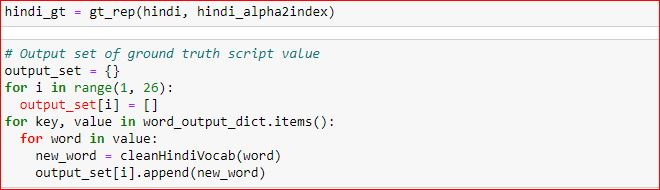 hindi_gt = gt_rep(hindi, hindi_alpha2index)
# Output set of ground truth script value
output_set = {}
for i in range(1, 26):
  output_set[i] = []
for key, value in word_output_dict.items():
  for word in value:
    new_word = cleanHindiVocab(word)
    output_set[i].append(new_word)